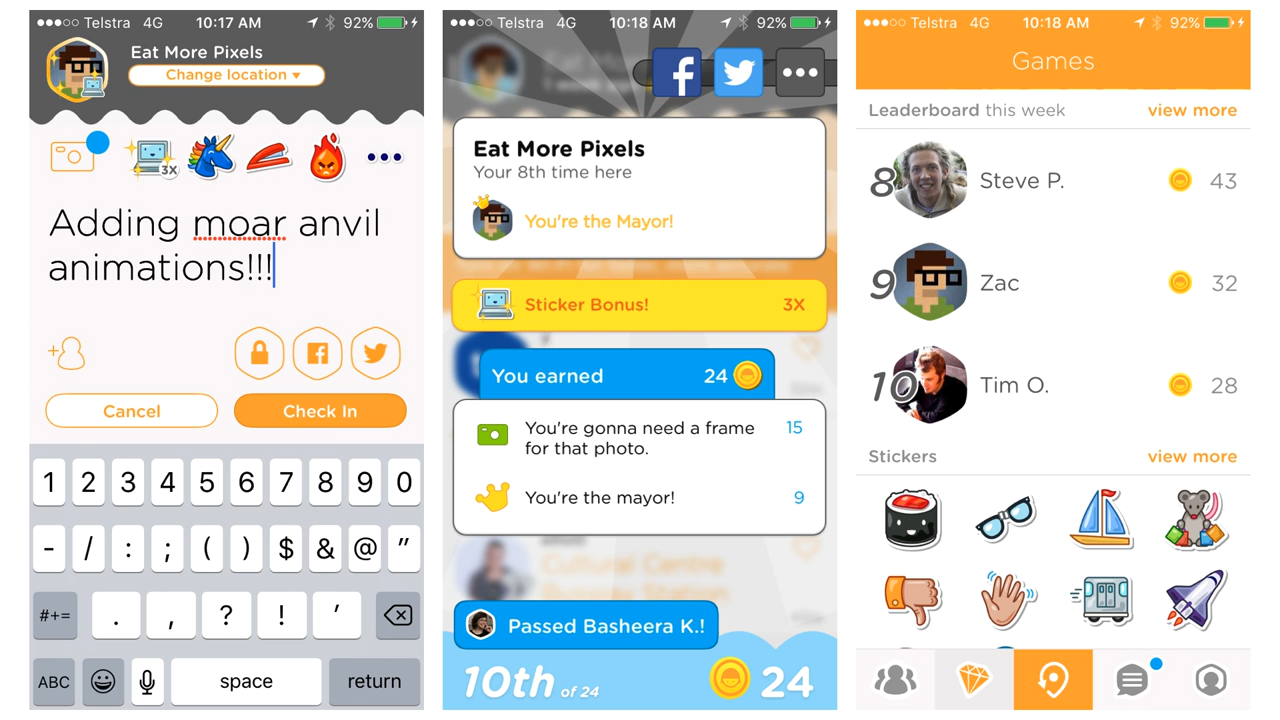 Telstra 4G 10:17 AM 92%
Eat More Pixels
Change location
3X
Adding moar anvil
animations!!!
Cancel
Check In
1 2 3 4 5 6 7 8 9 0
- / : ; ( ) $ & @ "
#+= . , ? ! '
ABC space return
Telstra 4G 10:18 AM 92%
f
Eat More Pixels
Your 8th time here
You're the Mayor!
Sticker Bonus! 3X
You earned 24
You're gonna need a frame 15
for that photo.
You're the mayor! 9
Passed Basheera K.!
10th of 24 24
Telstra 4G 10:18 AM 92%
Games
Leaderboard this week view more
8 Steve P. 43
9 Zac 32
10 Tim O. 28
Stickers view more